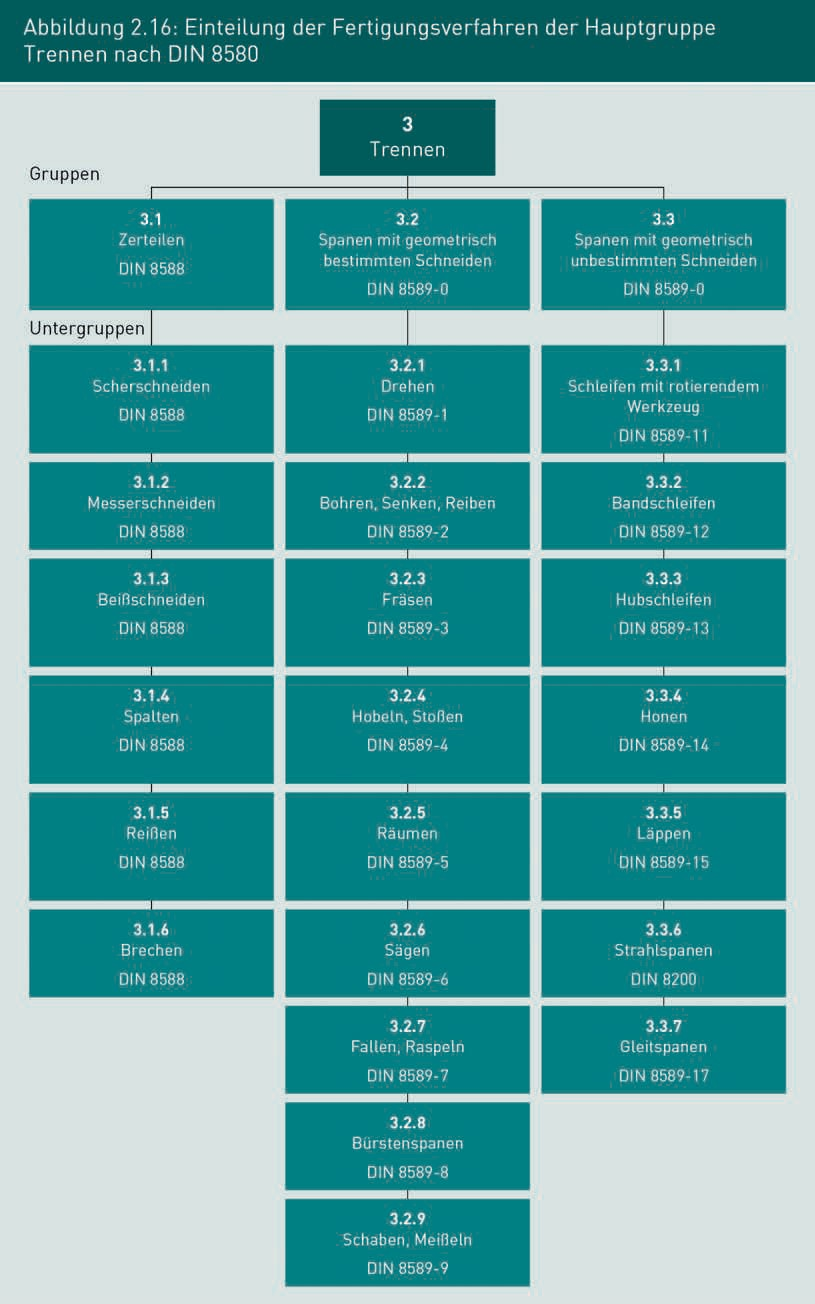 Abbildung 2.16: Einteilung der Fertigungsverfahren der Hauptgruppe
Trennen nach DIN 8580
3
Trennen
Gruppen
3.1
Zerteilen
DIN 8588
3.2
Spanen mit geometrisch
bestimmten Schneiden
DIN 8589-0
3.3
Spanen mit geometrisch
unbestimmten Schneiden
DIN 8589-0
Untergruppen
3.1.1
Scherschneiden
DIN 8588
3.1.2
Messerschneiden
DIN 8588
3.1.3
Beißschneiden
DIN 8588
3.1.4
Spalten
DIN 8588
3.1.5
Reißen
DIN 8588
3.1.6
Brechen
DIN 8588
3.2.1
Drehen
DIN 8589-1
3.2.2
Bohren, Senken, Reiben
DIN 8589-2
3.2.3
Fräsen
DIN 8589-3
3.2.4
Hobeln, Stoßen
DIN 8589-4
3.2.5
Räumen
DIN 8589-5
3.2.6
Sägen
DIN 8589-6
3.2.7
Fallen, Raspeln
DIN 8589-7
3.2.8
Bürstenspanen
DIN 8589-8
3.2.9
Schaben, Meißeln
DIN 8589-9
3.3.1
Schleifen mit rotierendem
Werkzeug
DIN 8589-11
3.3.2
Bandschleifen
DIN 8589-12
3.3.3
Hubschleifen
DIN 8589-13
3.3.4
Honen
DIN 8589-14
3.3.5
Läppen
DIN 8589-15
3.3.6
Strahlspanen
DIN 8200
3.3.7
Gleitspanen
DIN 8589-17